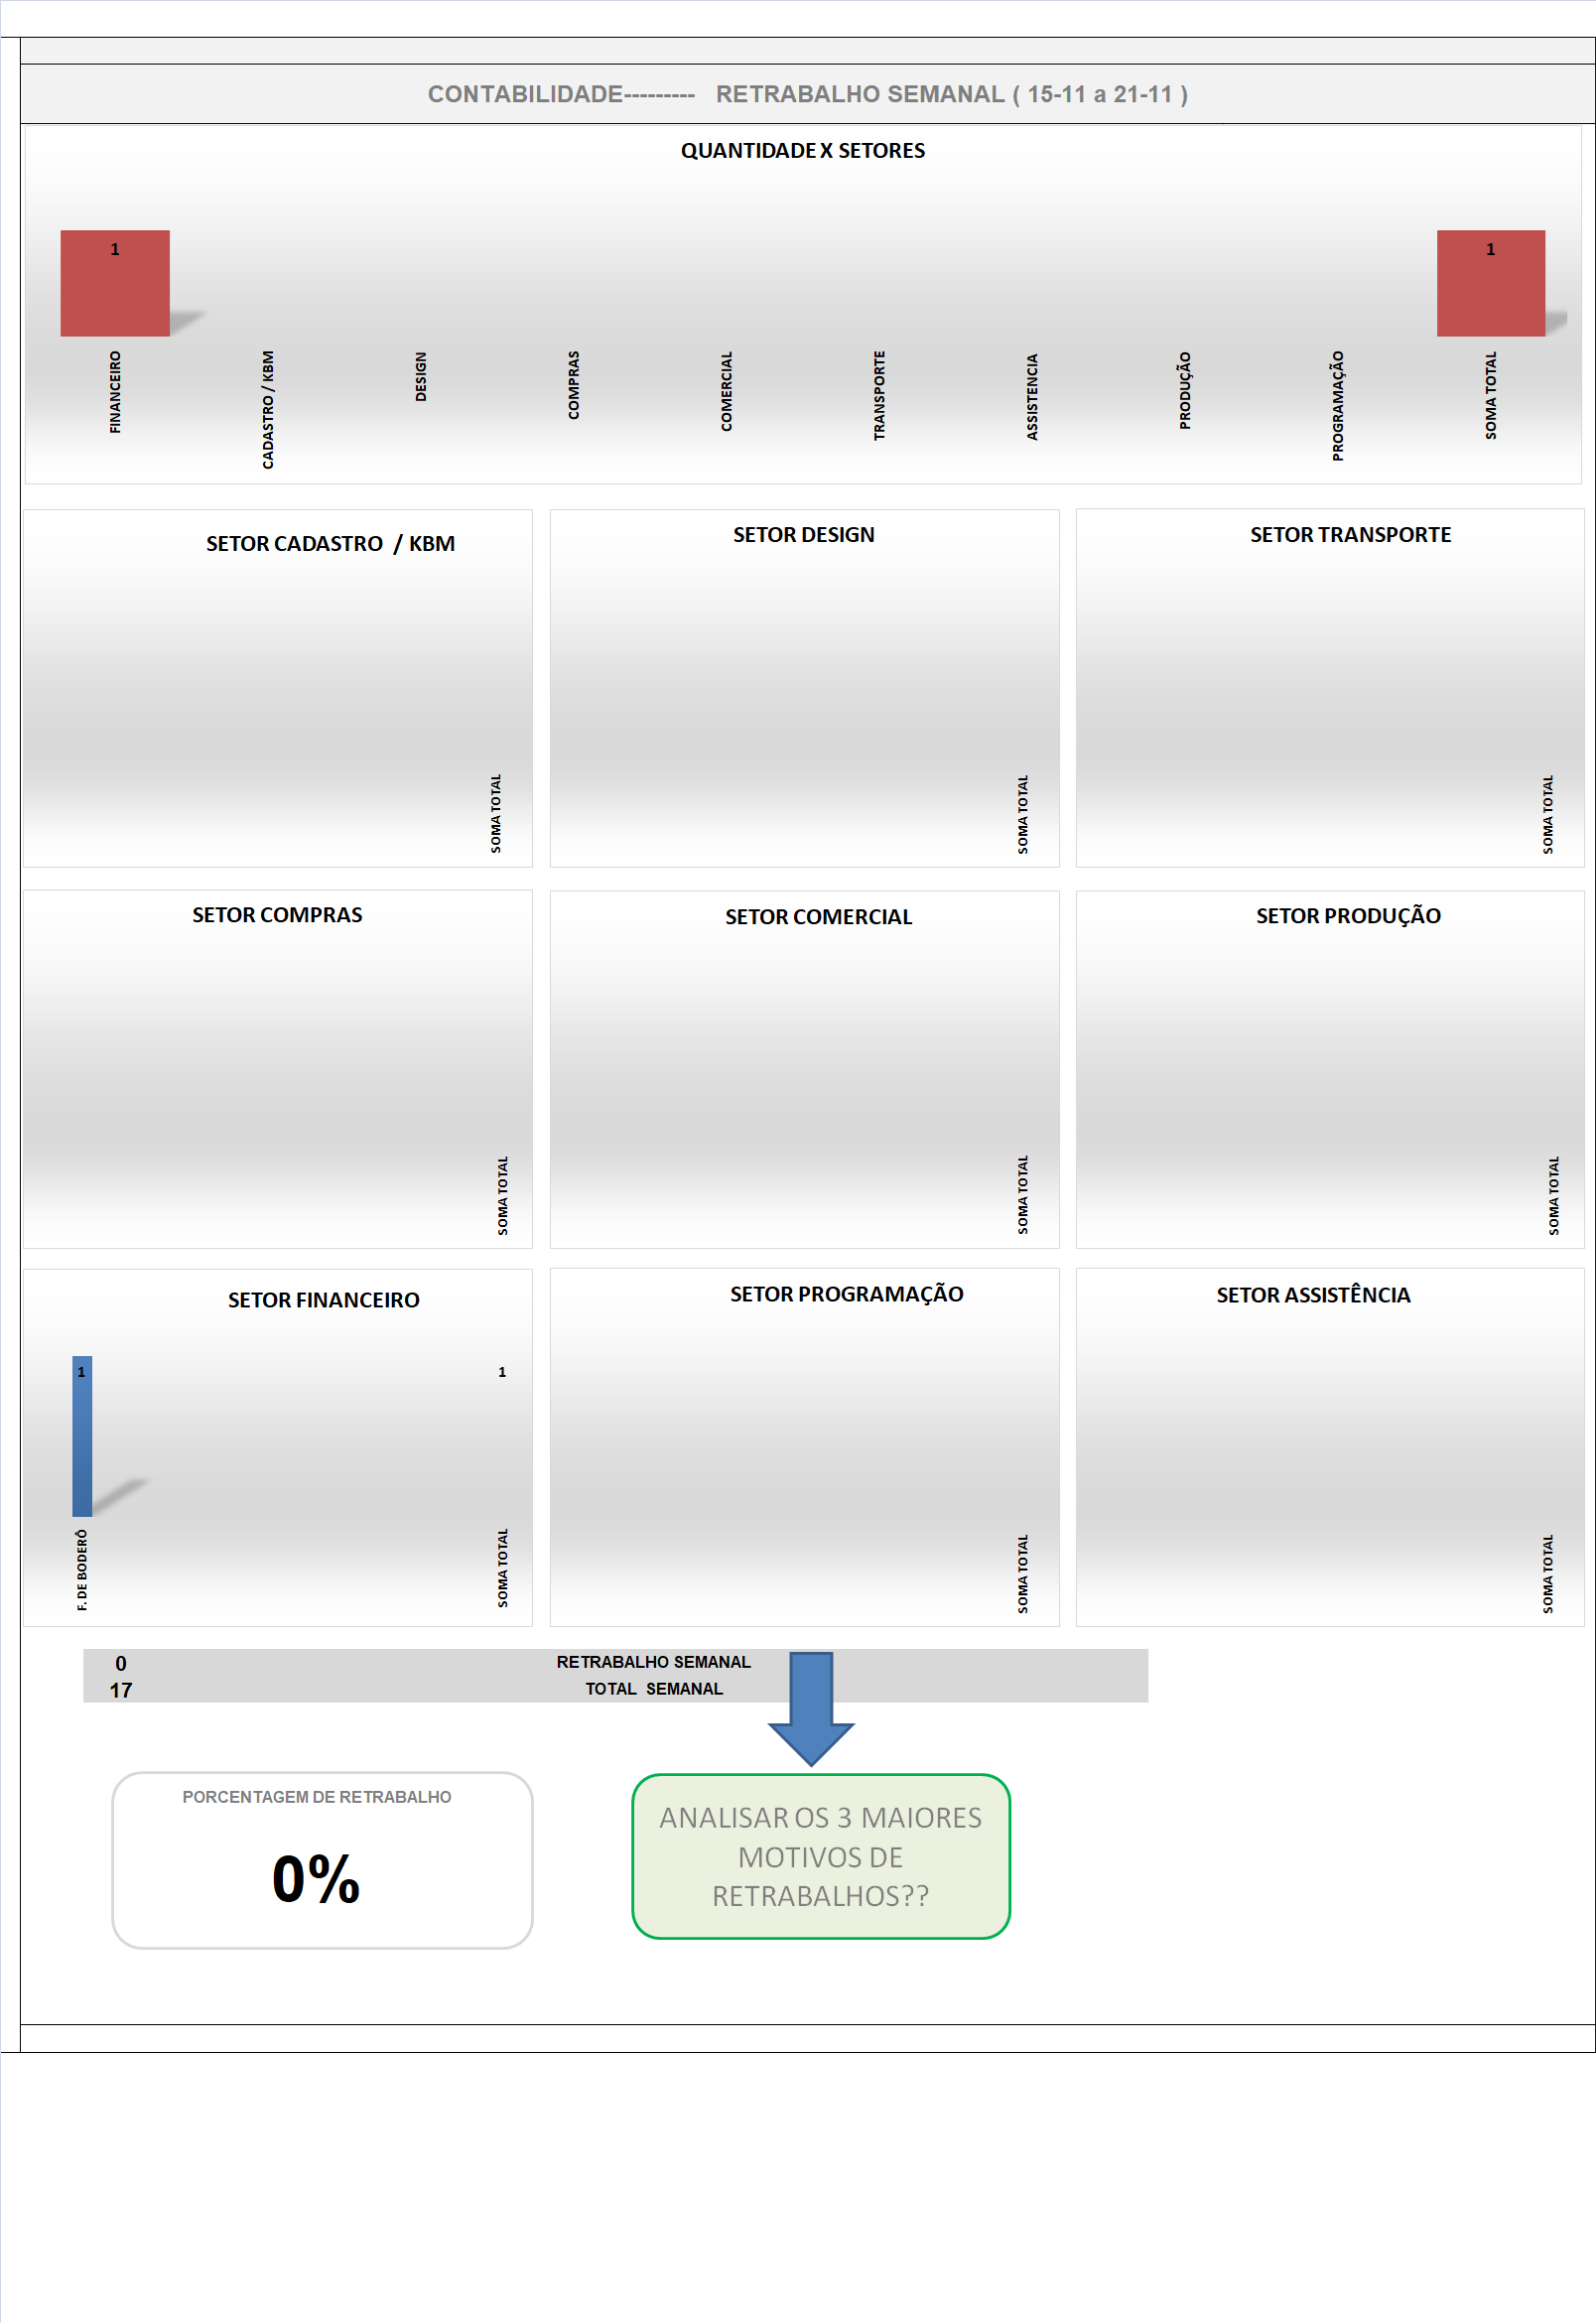 CONTABILIDADE--------- RETRABALHO SEMANAL ( 15-11 a 21-11 )
QUANTIDADE X SETORES
1
1
FINANCEIRO
CADASTRO / KBM
DESIGN
COMPRAS
COMERCIAL
TRANSPORTE
ASSISTENCIA
PRODUÇÃO
PROGRAMAÇÃO
SOMA TOTAL
SETOR CADASTRO / KBM
SOMA TOTAL
SETOR DESIGN
SOMA TOTAL
SETOR TRANSPORTE
SOMA TOTAL
SETOR COMPRAS
SOMA TOTAL
SETOR COMERCIAL
SOMA TOTAL
SETOR PRODUÇÃO
SOMA TOTAL
SETOR FINANCEIRO
1
1
F. DE BODERÔ
SOMA TOTAL
SETOR PROGRAMAÇÃO
SOMA TOTAL
SETOR ASSISTÊNCIA
SOMA TOTAL
0 RETRABALHO SEMANAL
17 TOTAL SEMANAL
PORCENTAGEM DE RETRABALHO
0%
ANALISAR OS 3 MAIORES
MOTIVOS DE
RETRABALHOS??